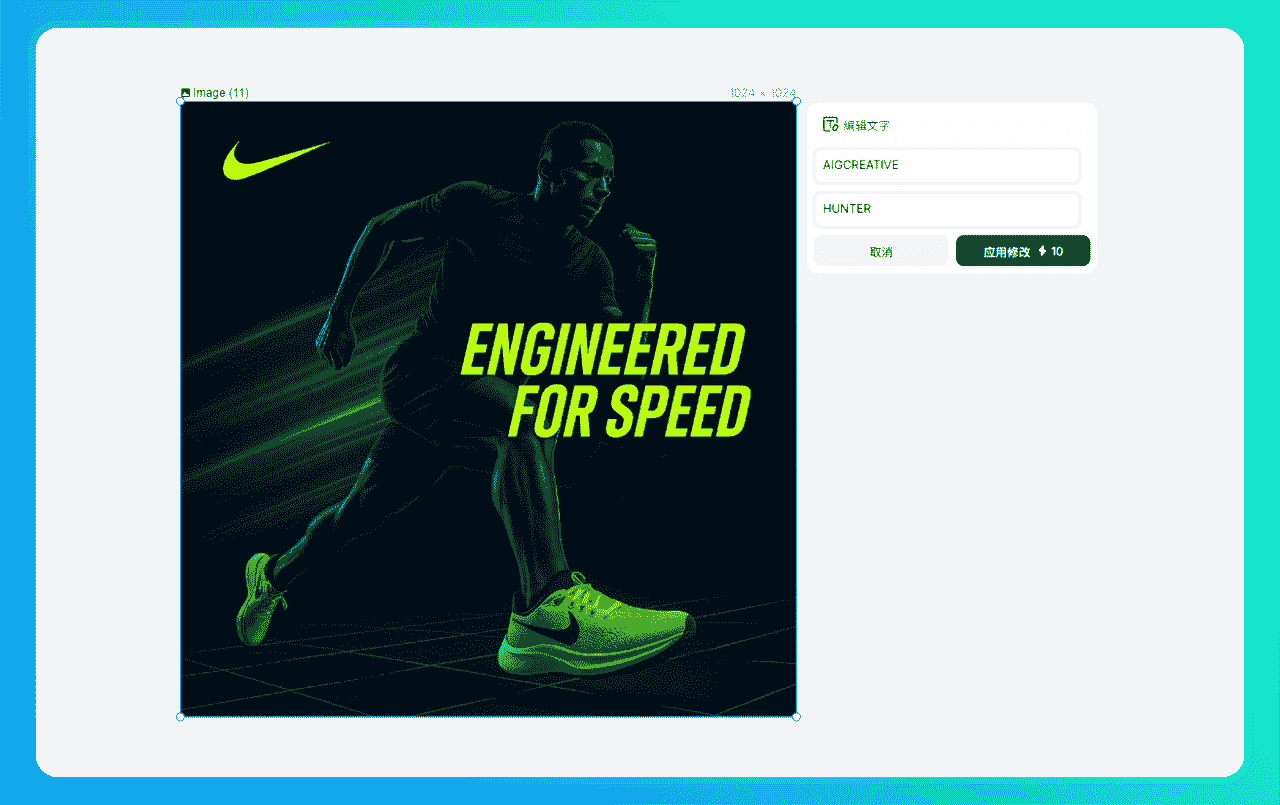 Image (11)
1024 × 1024
编辑文字
AIGCREATIVE
HUNTER
取消
应用修改 10
ENGINEERED
FOR SPEED